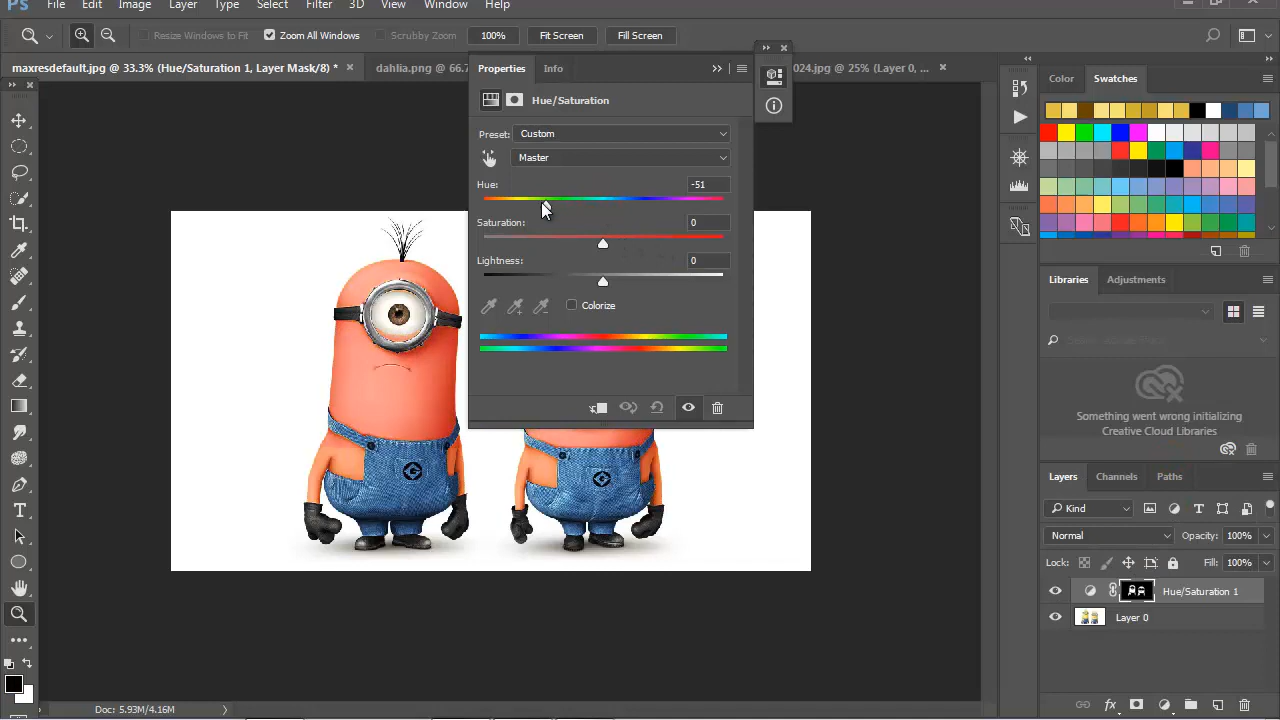 Ps File Edit Image Layer Type Select Filter 3D View Window Help
Resize Windows to Fit Zoom All Windows Scrubby Zoom 100% Fit Screen Fill Screen
maxresdefault.jpg @ 33.3% (Hue/Saturation 1, Layer Mask/8) * × dahlia.png @ 66.7 024.jpg @ 25% (Layer 0, ... ×
Properties Info
Hue/Saturation
Preset: Custom
Master
Hue: -51
Saturation: 0
Lightness: 0
Colorize
Color Swatches
Libraries Adjustments
Something went wrong initializing
Creative Cloud Libraries
Layers Channels Paths
Kind
Normal Opacity: 100%
Lock: Fill: 100%
Hue/Saturation 1
Layer 0
Doc: 5.93M/4.16M